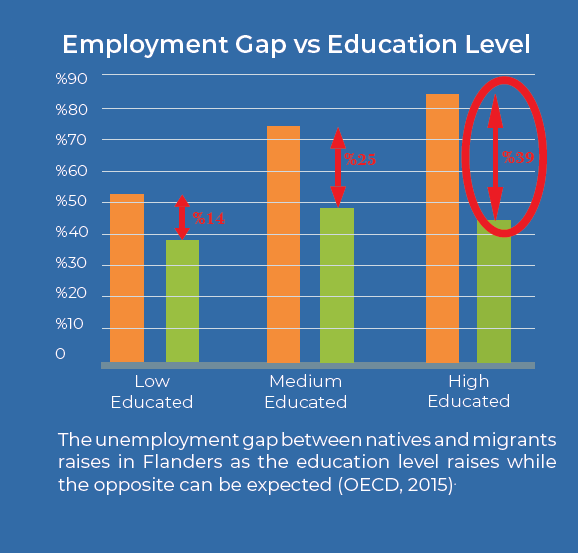 Employment Gap vs Education Level
%90
%80
%70
%60
%50
%40
%30
%20
%10
0
%14
%25
%39
Low
Educated
Medium
Educated
High
Educated
The unemployment gap between natives and migrants
raises in Flanders as the education level raises while
the opposite can be expected (OECD, 2015).